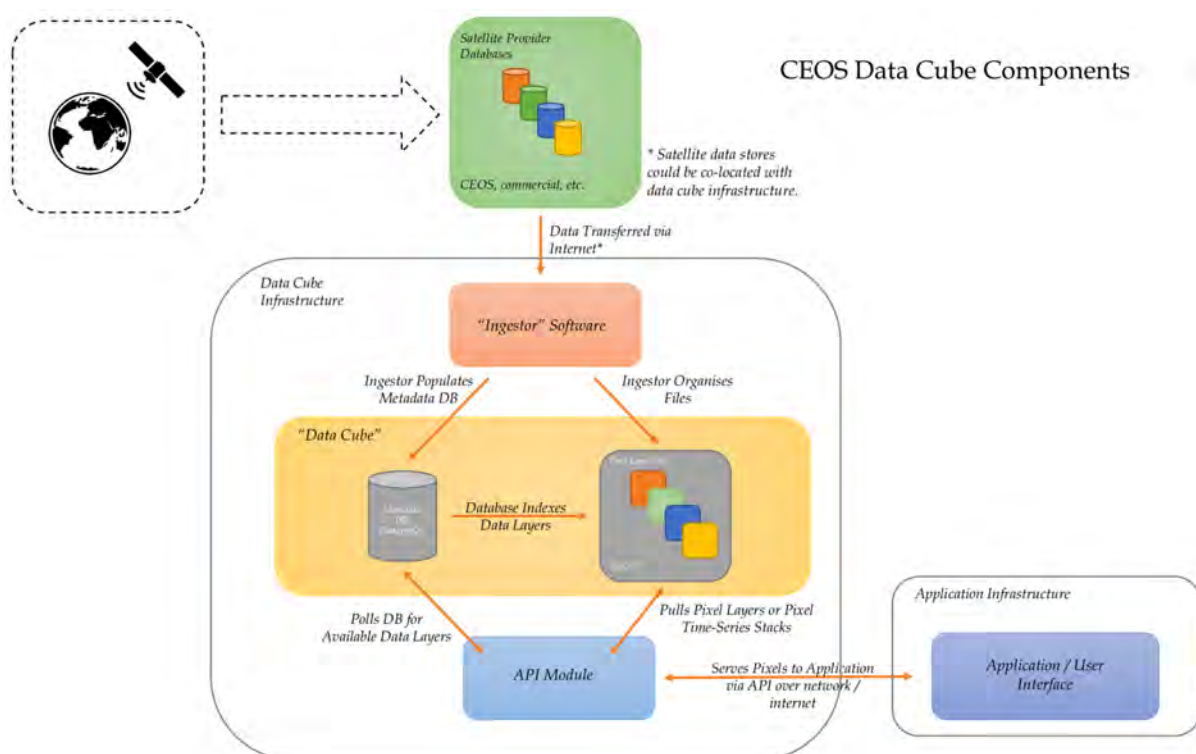 Satellite Provider
Databases
CEOS Data Cube Components
* Satellite data stores
could be co-located with
data cube infrastructure.
CEOS, commercial, etc.
Data Transferred via
Internet*
Data Cube
Infrastructure
"Ingestor" Software
Ingestor Populates
Metadata DB
Ingestor Organises
Files
"Data Cube"
Database Indexes
Data Layers
Polls DB for
Available Data Layers
Pulls Pixel Layers or Pixel
Time-Series Stacks
Application Infrastructure
API Module
Serves Pixels to Application
via API over network /
internet
Application / User
Interface